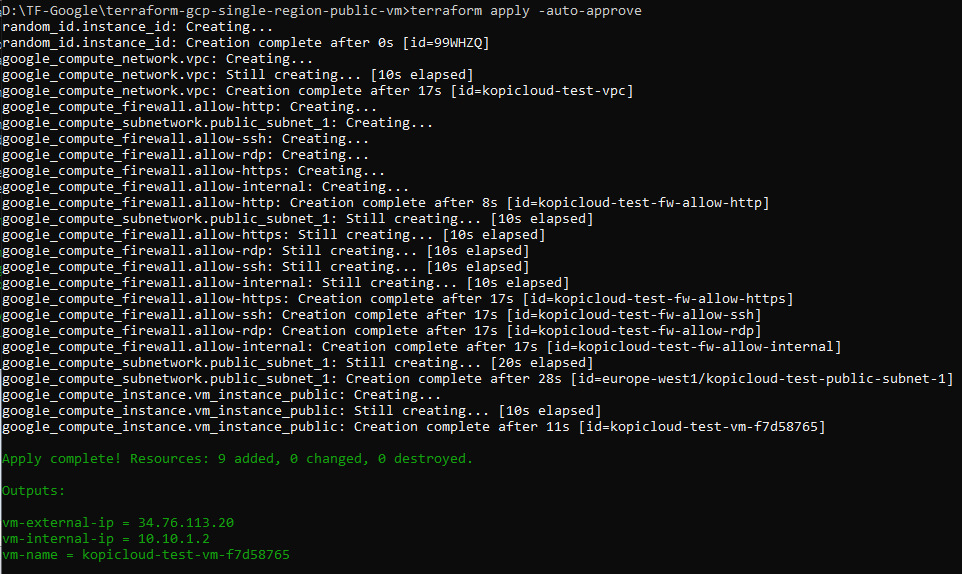 D:\TF-Google\terraform-gcp-single-region-public-vm>terraform apply -auto-approve
random_id.instance_id: Creating...
random_id.instance_id: Creation complete after 0s [id=99WHZQ]
google_compute_network.vpc: Creating...
google_compute_network.vpc: Still creating... [10s elapsed]
google_compute_network.vpc: Creation complete after 17s [id=kopicloud-test-vpc]
google_compute_firewall.allow-http: Creating...
google_compute_subnetwork.public_subnet_1: Creating...
google_compute_firewall.allow-ssh: Creating...
google_compute_firewall.allow-rdp: Creating...
google_compute_firewall.allow-https: Creating...
google_compute_firewall.allow-internal: Creating...
google_compute_firewall.allow-http: Creation complete after 8s [id=kopicloud-test-fw-allow-http]
google_compute_subnetwork.public_subnet_1: Still creating... [10s elapsed]
google_compute_firewall.allow-https: Still creating... [10s elapsed]
google_compute_firewall.allow-rdp: Still creating... [10s elapsed]
google_compute_firewall.allow-ssh: Still creating... [10s elapsed]
google_compute_firewall.allow-internal: Still creating... [10s elapsed]
google_compute_firewall.allow-https: Creation complete after 17s [id=kopicloud-test-fw-allow-https]
google_compute_firewall.allow-ssh: Creation complete after 17s [id=kopicloud-test-fw-allow-ssh]
google_compute_firewall.allow-rdp: Creation complete after 17s [id=kopicloud-test-fw-allow-rdp]
google_compute_firewall.allow-internal: Creation complete after 17s [id=kopicloud-test-fw-allow-internal]
google_compute_subnetwork.public_subnet_1: Still creating... [20s elapsed]
google_compute_subnetwork.public_subnet_1: Creation complete after 28s [id=europe-west1/kopicloud-test-public-subnet-1]
google_compute_instance.vm_instance_public: Creating...
google_compute_instance.vm_instance_public: Still creating... [10s elapsed]
google_compute_instance.vm_instance_public: Creation complete after 11s [id=kopicloud-test-vm-f7d58765]
Apply complete! Resources: 9 added, 0 changed, 0 destroyed.
Outputs:
vm-external-ip = 34.76.113.20
vm-internal-ip = 10.10.1.2
vm-name = kopicloud-test-vm-f7d58765